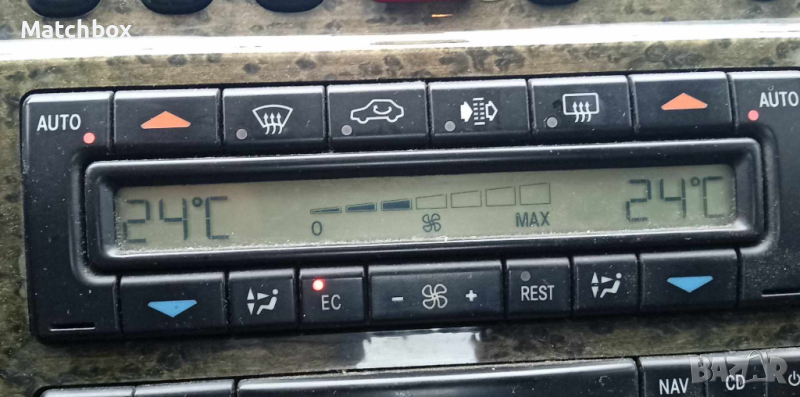 Matchbox
AUTO
AUTO
24°C
0
MAX
24°C
EC
-
+
REST
NAV
CD
BAZAR